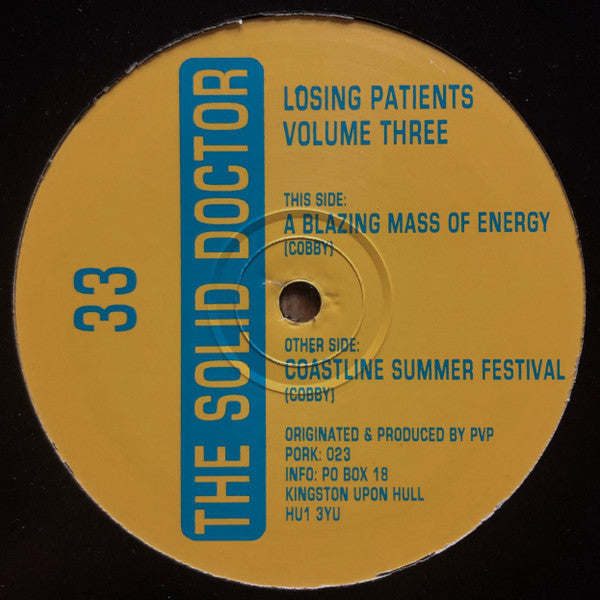 THE SOLID DOCTOR
33
LOSING PATIENTS
VOLUME THREE
THIS SIDE:
A BLAZING MASS OF ENERGY
(COBBY)
OTHER SIDE:
COASTLINE SUMMER FESTIVAL
(COBBY)
ORIGINATED & PRODUCED BY PVP
PORK: 023
INFO: PO BOX 18
KINGSTON UPON HULL
HU1 3YU